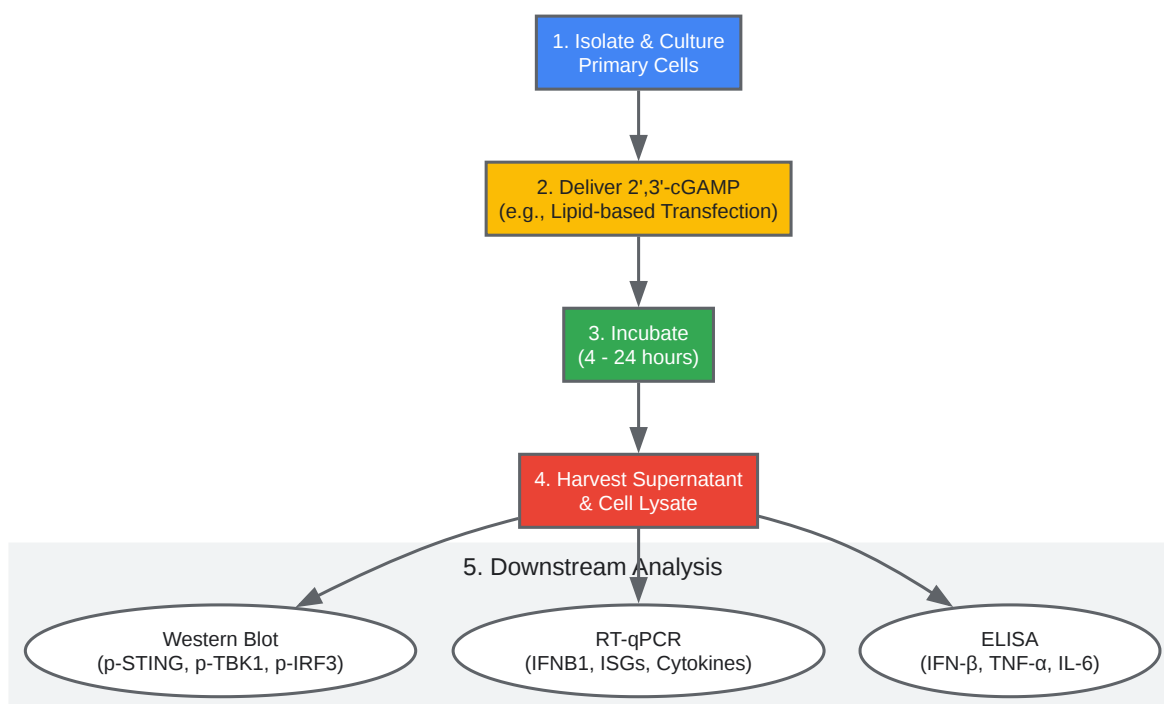 1. Isolate & Culture
Primary Cells
2. Deliver 2',3'-cGAMP
(e.g., Lipid-based Transfection)
3. Incubate
(4 - 24 hours)
4. Harvest Supernatant
& Cell Lysate
5. Downstream Analysis
Western Blot
(p-STING, p-TBK1, p-IRF3)
RT-qPCR
(IFNB1, ISGs, Cytokines)
ELISA
(IFN-β, TNF-α, IL-6)